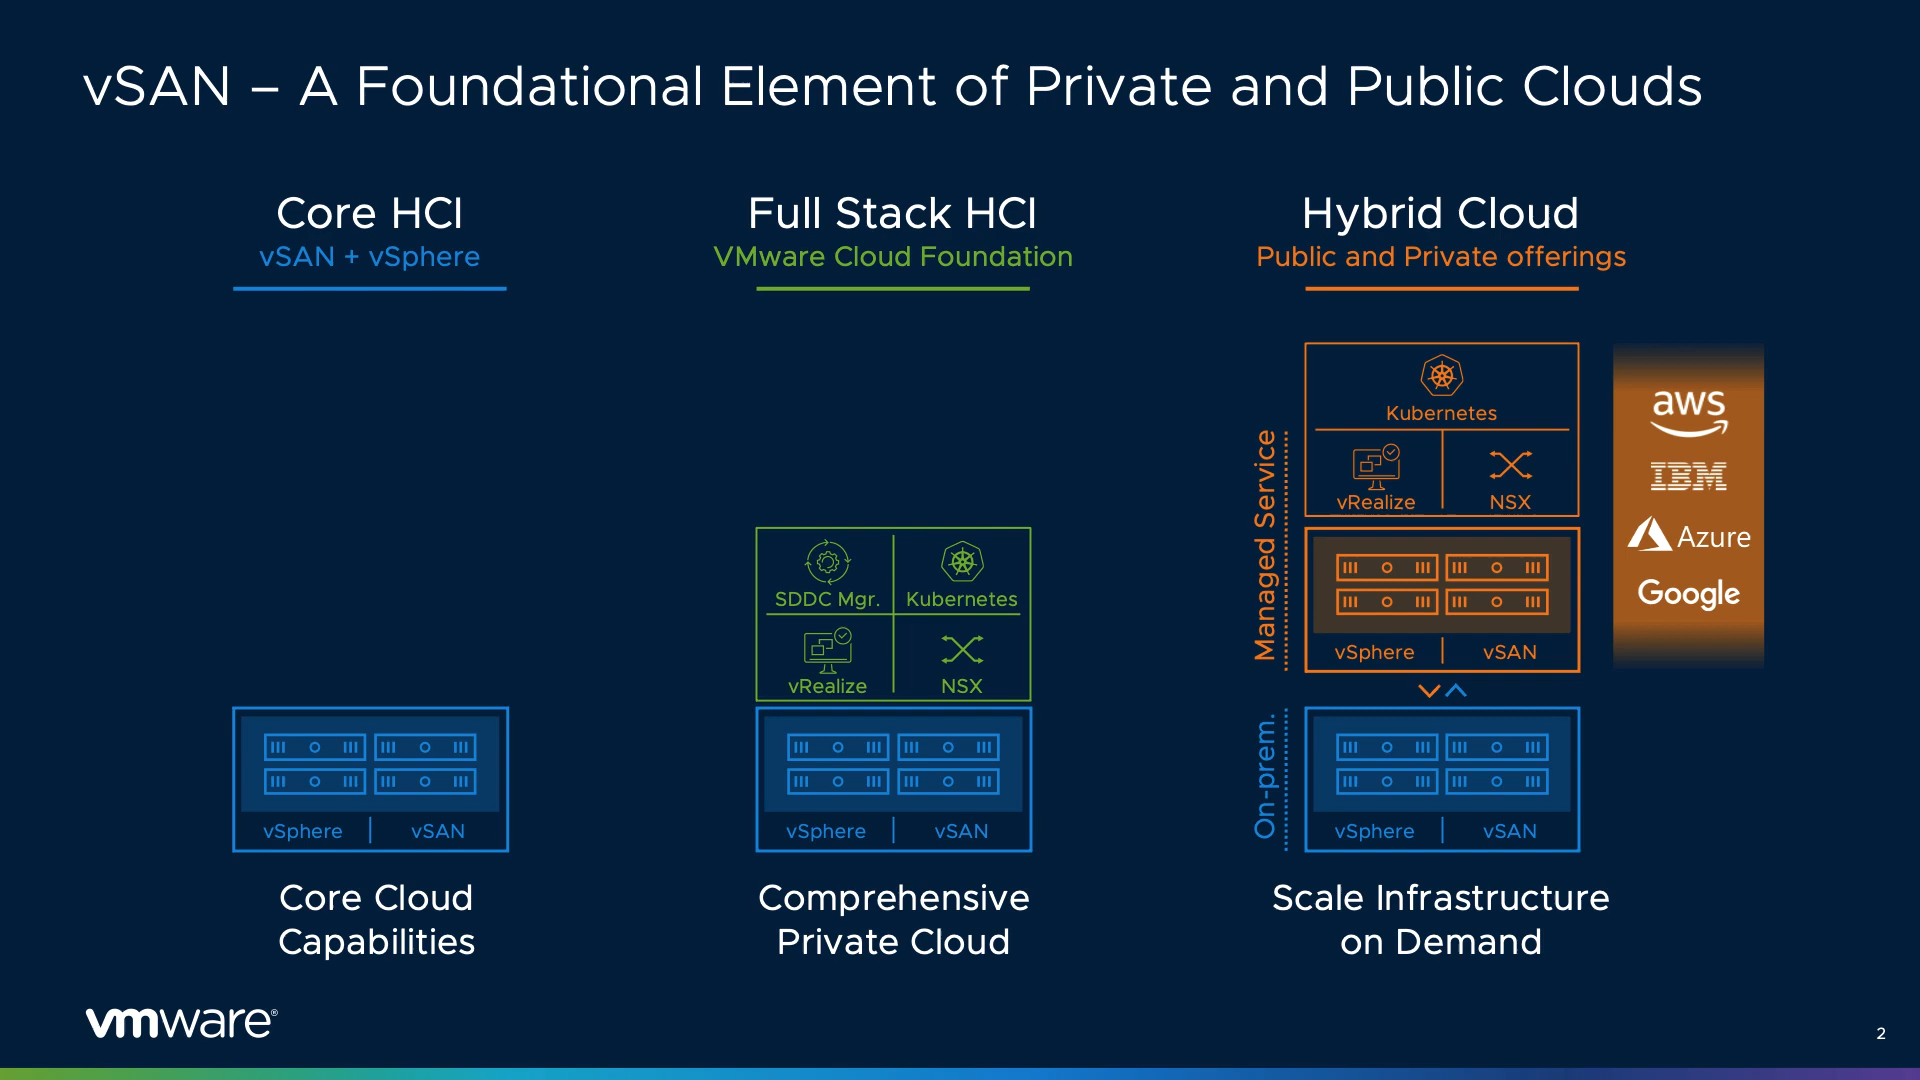 vSAN – A Foundational Element of Private and Public Clouds
Core HCI
vSAN + vSphere
vSphere
vSAN
Core Cloud
Capabilities
Full Stack HCI
VMware Cloud Foundation
SDDC Mgr.
Kubernetes
vRealize
NSX
vSphere
vSAN
Comprehensive
Private Cloud
Hybrid Cloud
Public and Private offerings
Managed Service
Kubernetes
vRealize
NSX
vSphere
vSAN
aws
IBM
Azure
Google
On-prem.
vSphere
vSAN
Scale Infrastructure
on Demand
vmware®
2